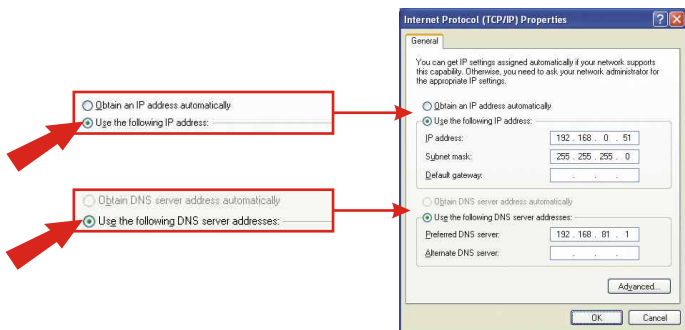 Obtain an IP address automatically
Use the following IP address:
Obtain DNS server address automatically
Use the following DNS server addresses:
Internet Protocol (TCP/IP) Properties
General
You can get IP settings assigned automatically if your network supports
this capability. Otherwise, you need to ask your network administrator for
the appropriate IP settings.
Obtain an IP address automatically
Use the following IP address:
IP address: 192 . 168 . 0 . 51
Subnet mask: 255 . 255 . 255 . 0
Default gateway: . . .
Obtain DNS server address automatically
Use the following DNS server addresses:
Preferred DNS server: 192 . 168 . 81 . 1
Alternate DNS server: . . .
Advanced...
OK Cancel